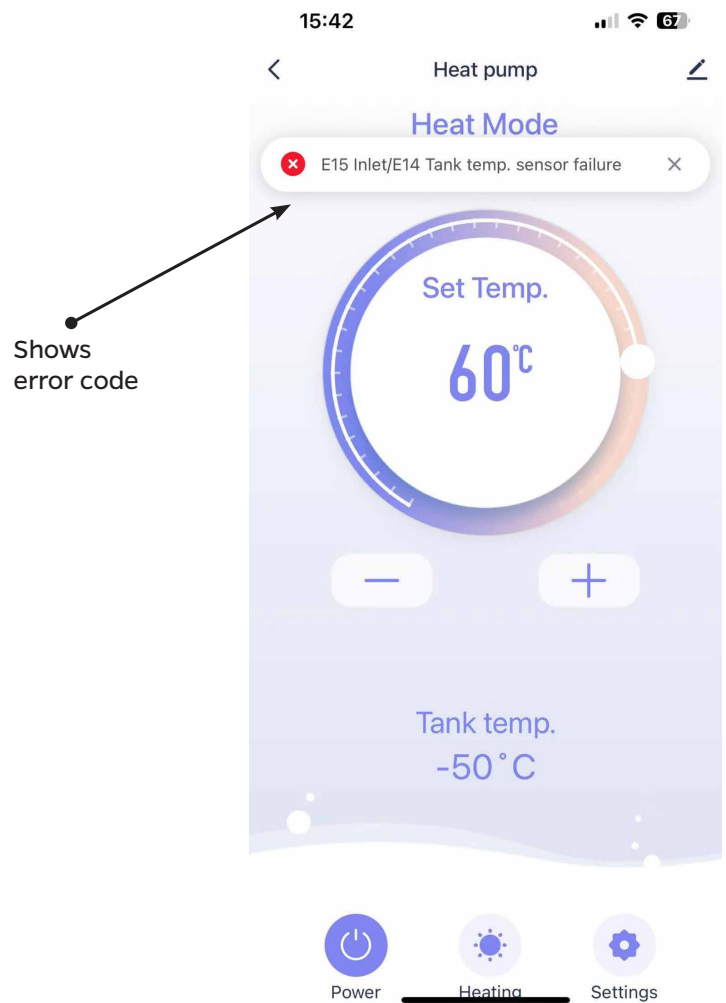 15:42
67
Heat pump
Heat Mode
E15 Inlet/E14 Tank temp. sensor failure
Set Temp.
60°C
Shows
error code
Tank temp.
-50°C
Power
Heating
Settings